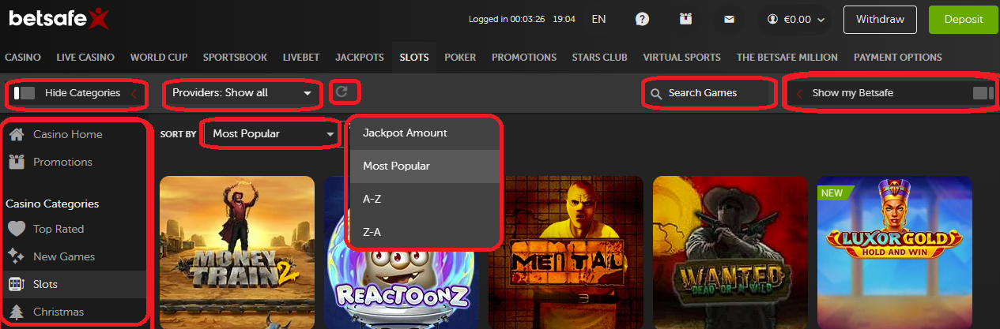 betsafe
Logged in 00:03:26 19:04 EN €0.00 Withdraw Deposit
CASINO LIVE CASINO WORLD CUP SPORTSBOOK LIVEBET JACKPOTS SLOTS POKER PROMOTIONS STARS CLUB VIRTUAL SPORTS THE BETSAFE MILLION PAYMENT OPTIONS
Hide Categories Providers: Show all Search Games Show my Betsafe
Casino Home
Promotions
Casino Categories
Top Rated
New Games
Slots
Christmas
SORT BY Most Popular
Jackpot Amount
Most Popular
A-Z
Z-A
MONEY
TRAIN 2
REACTOONZ
MENTAL
WANTED
DEAD OR A WILD
NEW
LUXOR GOLD
HOLD AND WIN